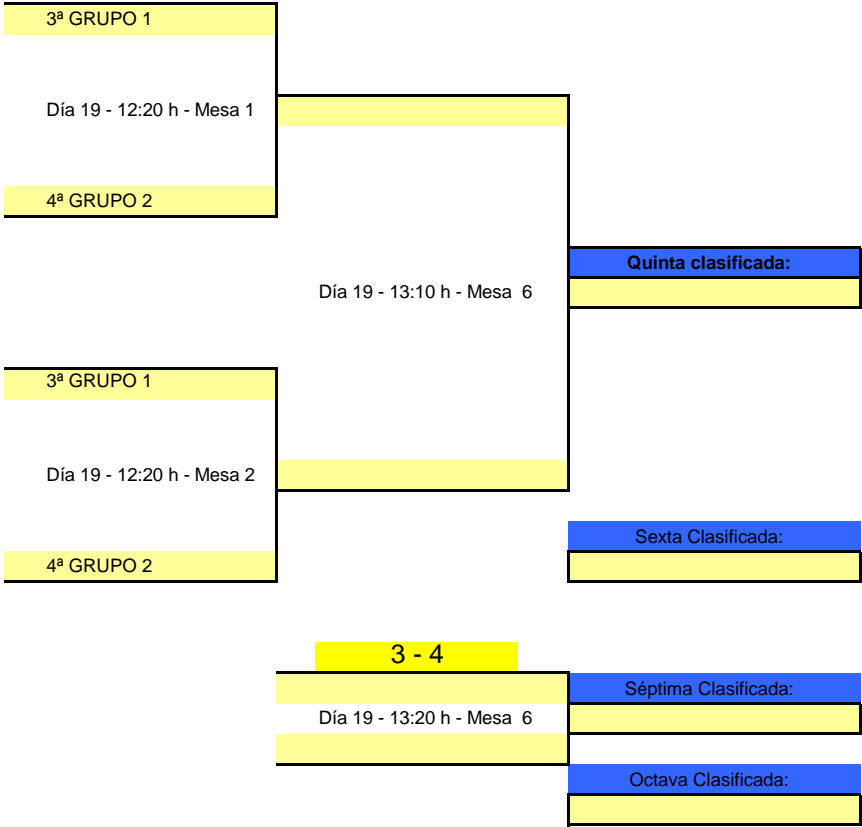 3ª GRUPO 1
Día 19 - 12:20 h - Mesa 1
4ª GRUPO 2
Quinta clasificada:
Día 19 - 13:10 h - Mesa 6
3ª GRUPO 1
Día 19 - 12:20 h - Mesa 2
Sexta Clasificada:
4ª GRUPO 2
3 - 4
Séptima Clasificada:
Día 19 - 13:20 h - Mesa 6
Octava Clasificada: